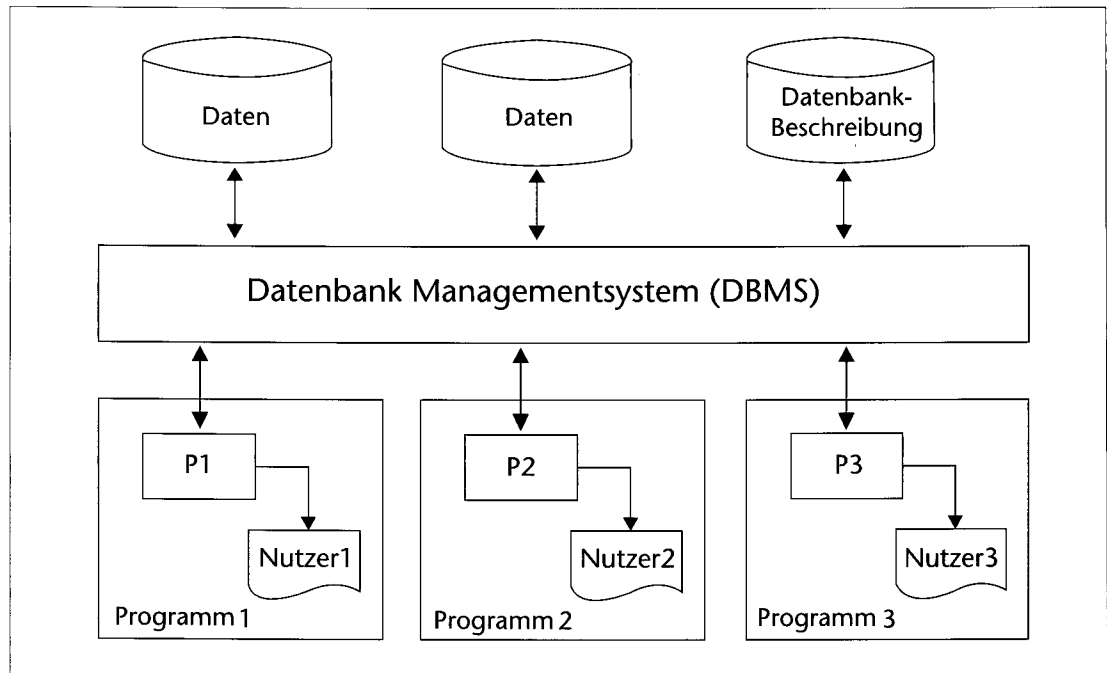 Daten
Daten
Datenbank-
Beschreibung
Datenbank Managementsystem (DBMS)
P1
P2
P3
Nutzer1
Nutzer2
Nutzer3
Programm 1
Programm 2
Programm 3